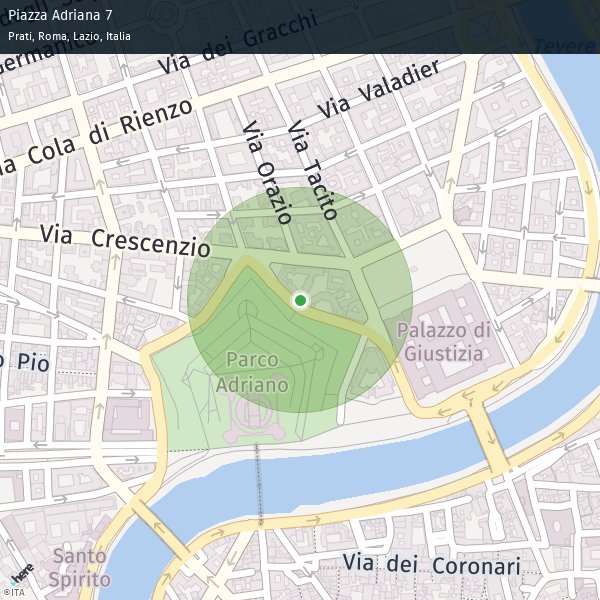 Piazza Adriana 7
Prati, Roma, Lazio, Italia
Germanico
Via dei Gracchi
Tevere
Via Valadier
Cola di Rienzo
Via Orazio
Via Tacito
Via Crescenzio
Palazzo di
Giustizia
Parco
Adriano
Pio
Via dei Coronari
Santo
Spirito
here
©ITA